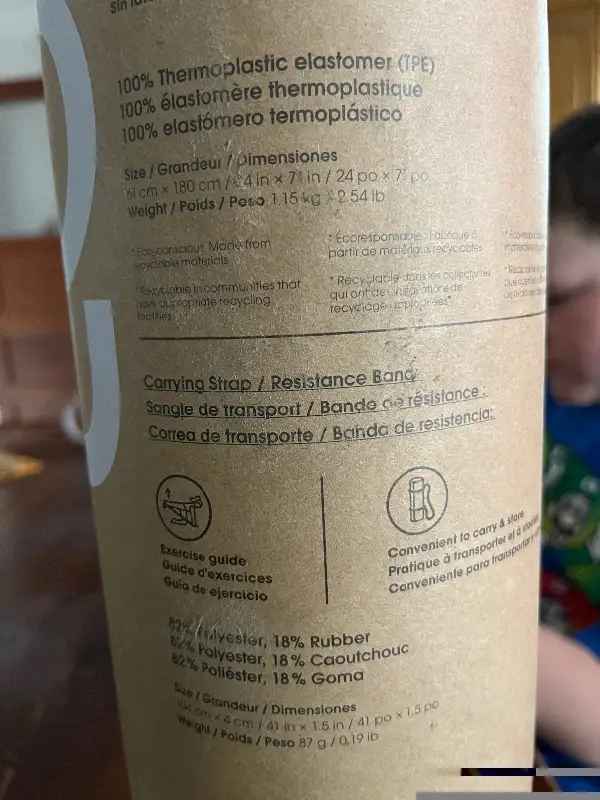 Sin
100% Thermoplastic elastomer (TPE)
100% élastomère thermoplastique
100% elastómero termoplástico
Size / Grandeur / Dimensiones
61 cm × 180 cm / 24 in × 71 in / 24 po × 71 po
Weight / Poids / Peso 1.15 kg / 2.54 lb
* Eco-conscious: Made from
recyclable materials
* Recyclable in communities that
have appropriate recycling
facilities
* Écoresponsable : Fabriqué à
partir de matériaux recyclables
* Recyclable dans les collectivités
qui ont des installations de
recyclage appropriées*
Carrying Strap / Resistance Band
Sangle de transport / Bande de résistance :
Correa de transporte / Banda de resistencia:
Exercise guide
Guide d'exercices
Guía de ejercicio
Convenient to carry & store
Pratique à transporter et à
Conveniente para transportar
82% Polyester, 18% Rubber
82% Polyester, 18% Caoutchouc
82% Poliéster, 18% Goma
Size / Grandeur / Dimensiones
104 cm × 4 cm / 41 in × 1.5 in / 41 po × 1,5 po
Weight / Poids / Peso 87 g / 0.19 lb